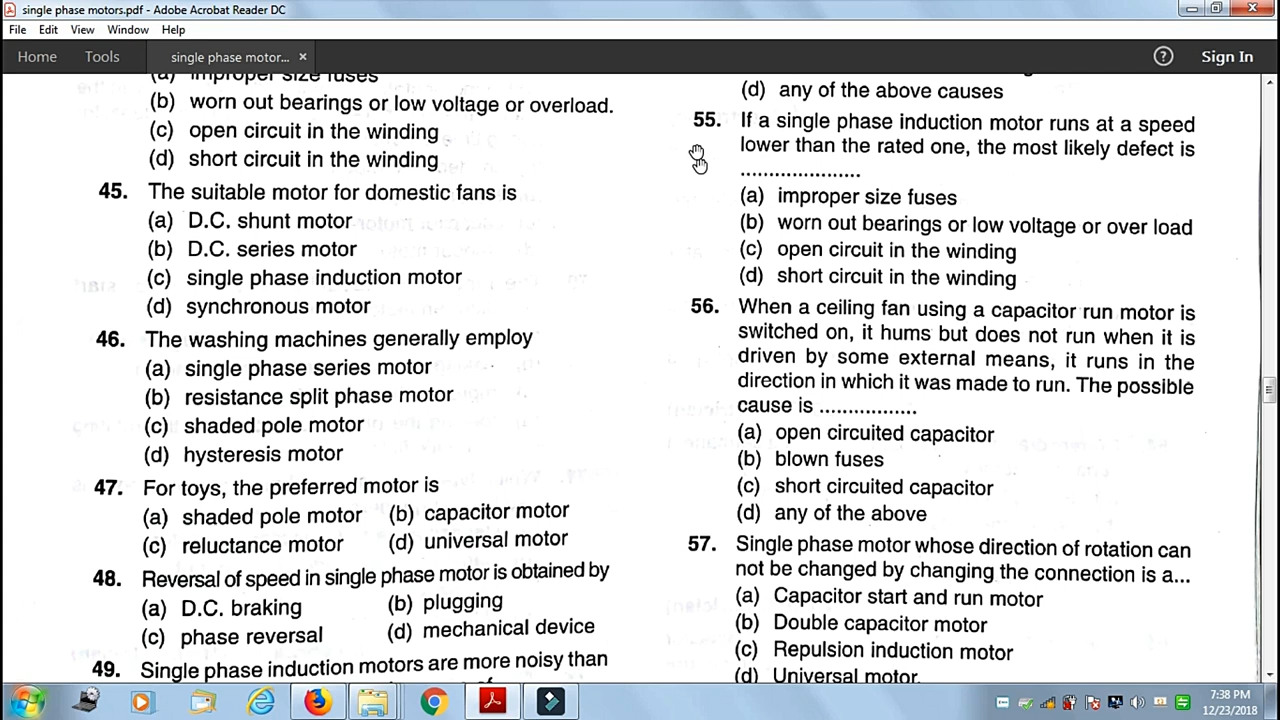 single phase motors.pdf - Adobe Acrobat Reader DC
File Edit View Window Help
Home Tools single phase motor... × ? Sign In
(a) improper size fuses
(b) worn out bearings or low voltage or overload.
(c) open circuit in the winding
(d) short circuit in the winding
45. The suitable motor for domestic fans is
(a) D.C. shunt motor
(b) D.C. series motor
(c) single phase induction motor
(d) synchronous motor
46. The washing machines generally employ
(a) single phase series motor
(b) resistance split phase motor
(c) shaded pole motor
(d) hysteresis motor
47. For toys, the preferred motor is
(a) shaded pole motor (b) capacitor motor
(c) reluctance motor (d) universal motor
48. Reversal of speed in single phase motor is obtained by
(a) D.C. braking (b) plugging
(c) phase reversal (d) mechanical device
49. Single phase induction motors are more noisy than
(d) any of the above causes
55. If a single phase induction motor runs at a speed
lower than the rated one, the most likely defect is
.....................
(a) improper size fuses
(b) worn out bearings or low voltage or over load
(c) open circuit in the winding
(d) short circuit in the winding
56. When a ceiling fan using a capacitor run motor is
switched on, it hums but does not run when it is
driven by some external means, it runs in the
direction in which it was made to run. The possible
cause is .................
(a) open circuited capacitor
(b) blown fuses
(c) short circuited capacitor
(d) any of the above
57. Single phase motor whose direction of rotation can
not be changed by changing the connection is a...
(a) Capacitor start and run motor
(b) Double capacitor motor
(c) Repulsion induction motor
(d) Universal motor.
7:38 PM
12/23/2018